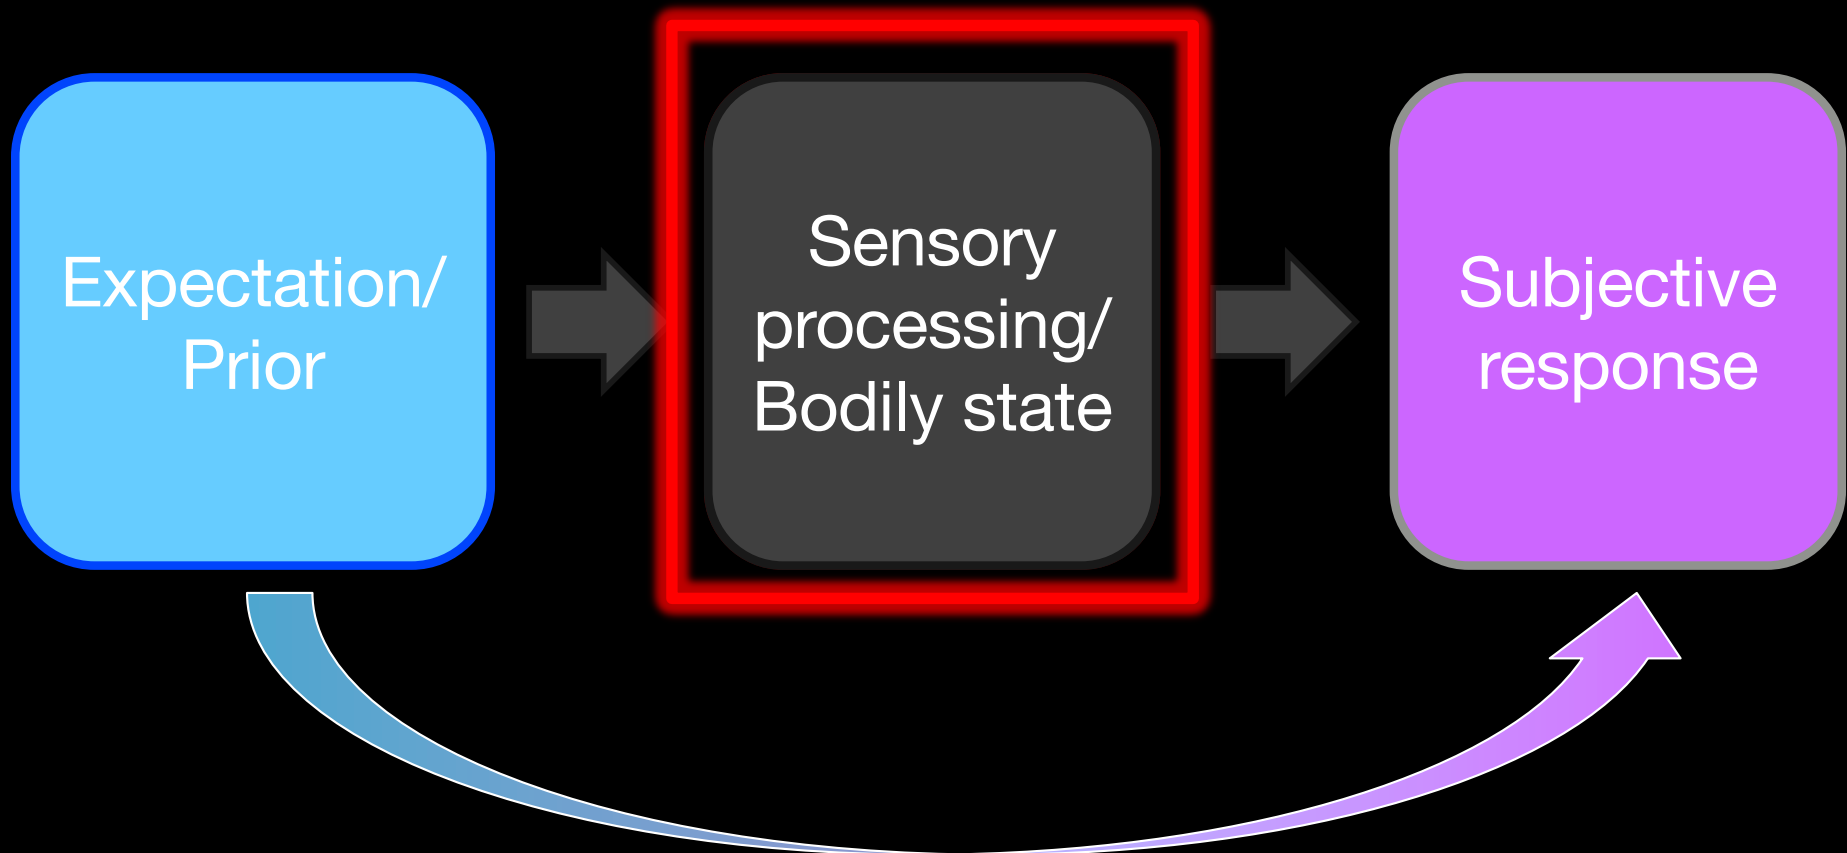 Expectation/
Prior
Sensory
processing/
Bodily state
Subjective
response